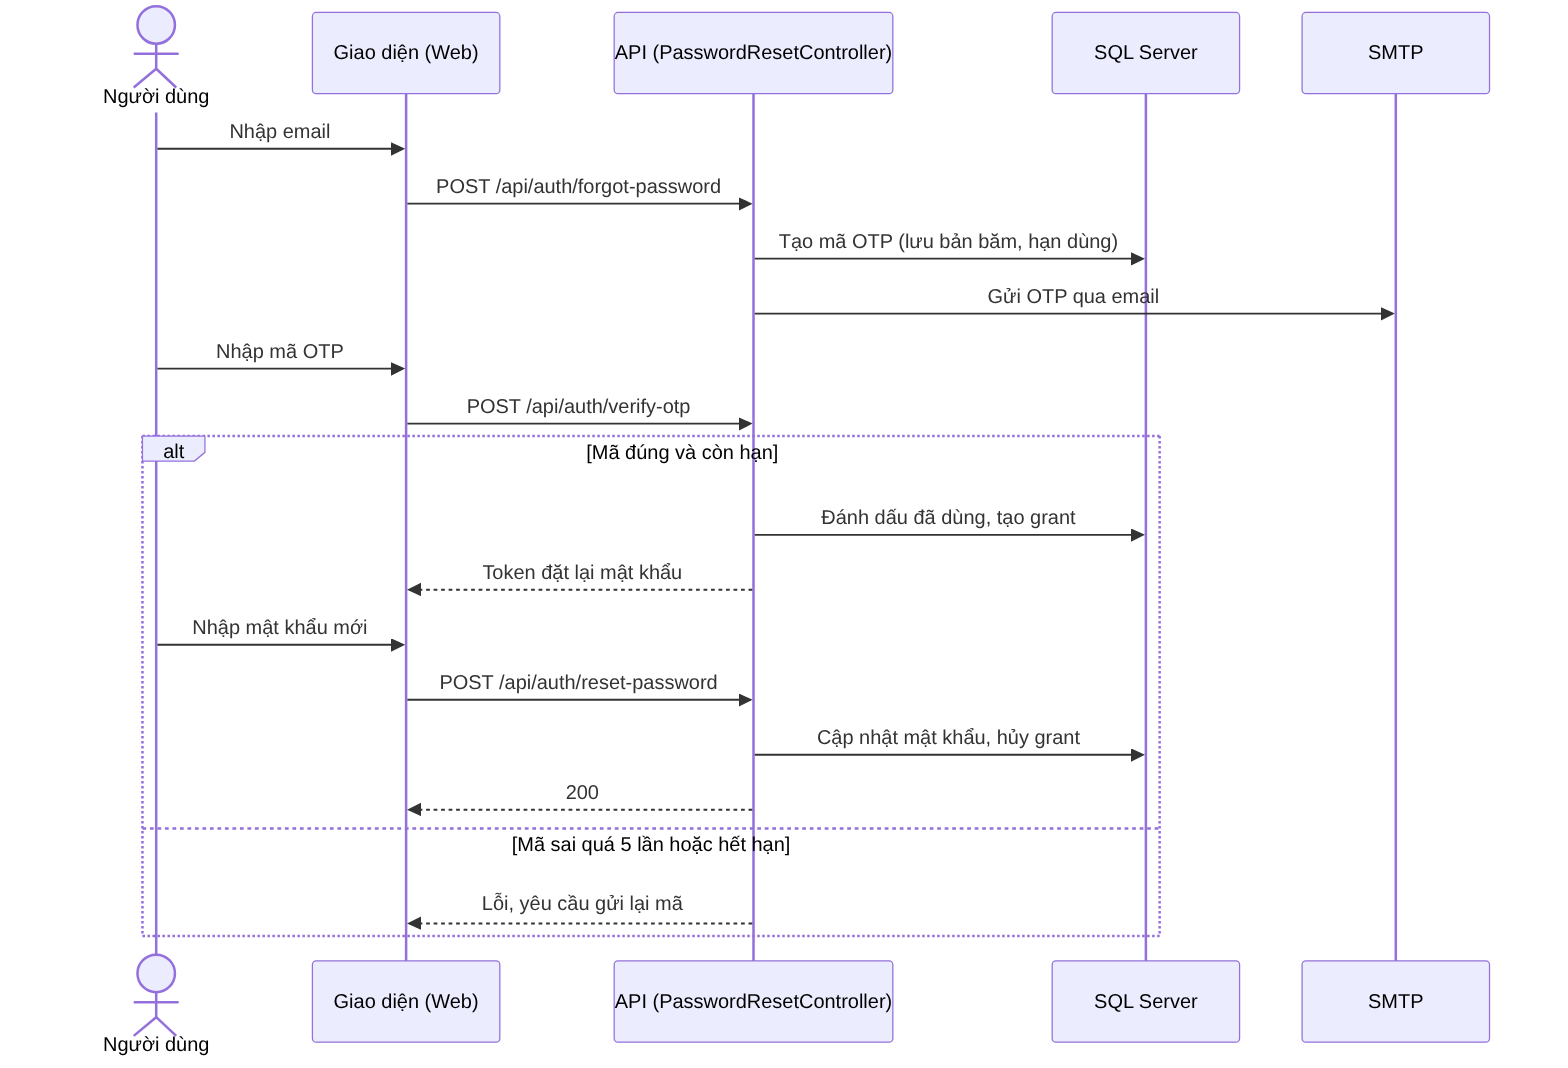 Người dùng
Giao diện (Web)
API (PasswordResetController)
SQL Server
SMTP
Nhập email
POST /api/auth/forgot-password
Tạo mã OTP (lưu bản băm, hạn dùng)
Gửi OTP qua email
Nhập mã OTP
POST /api/auth/verify-otp
alt
[Mã đúng và còn hạn]
Đánh dấu đã dùng, tạo grant
Token đặt lại mật khẩu
Nhập mật khẩu mới
POST /api/auth/reset-password
Cập nhật mật khẩu, hủy grant
200
[Mã sai quá 5 lần hoặc hết hạn]
Lỗi, yêu cầu gửi lại mã
Người dùng
Giao diện (Web)
API (PasswordResetController)
SQL Server
SMTP